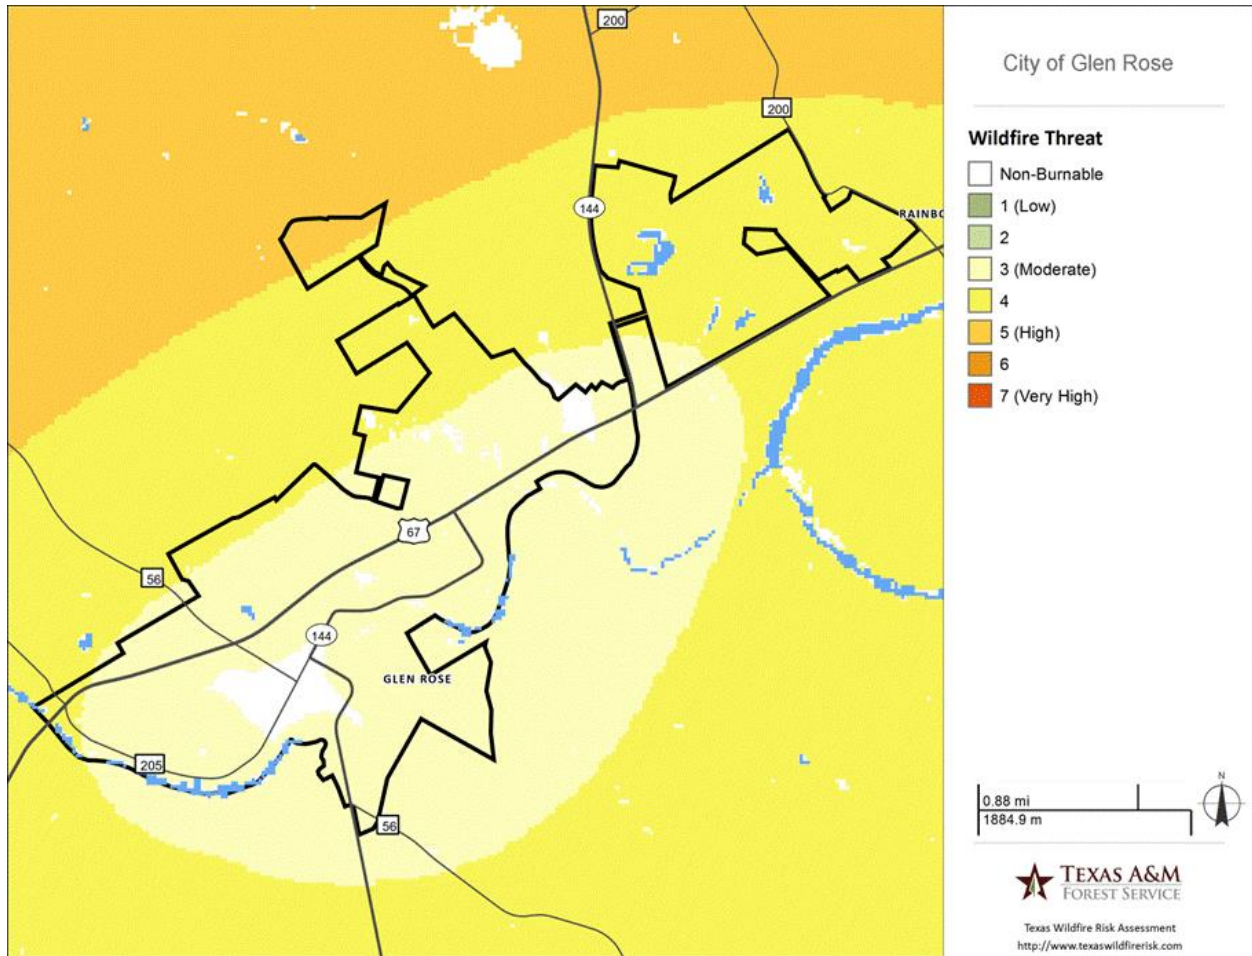 200
200
144
RAINBO
67
56
144
GLEN ROSE
205
56
City of Glen Rose
Wildfire Threat
Non-Burnable
1 (Low)
2
3 (Moderate)
4
5 (High)
6
7 (Very High)
0.88 mi
1884.9 m
N
TEXAS A&M
FOREST SERVICE
Texas Wildfire Risk Assessment
http://www.texaswildfirerisk.com